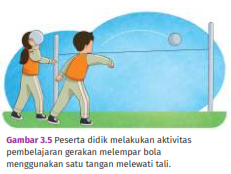 Gambar 3.5 Peserta didik melakukan aktivitas
pembelajaran gerakan melempar bola
menggunakan satu tangan melewati tali.